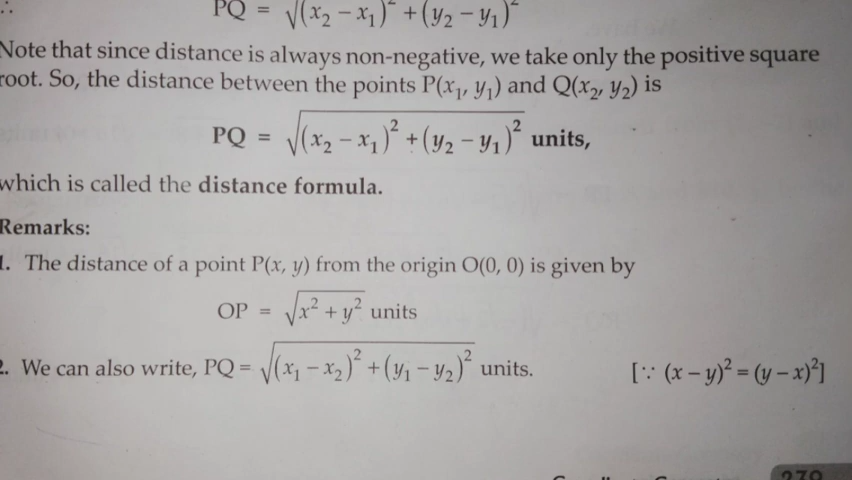 ∴ PQ = √(x₂ – x₁)² + (y₂ – y₁)²
Note that since distance is always non-negative, we take only the positive square
root. So, the distance between the points P(x₁, y₁) and Q(x₂, y₂) is
PQ = √(x₂ – x₁)² + (y₂ – y₁)² units,
which is called the distance formula.
Remarks:
1. The distance of a point P(x, y) from the origin O(0, 0) is given by
OP = √x² + y² units
2. We can also write, PQ = √(x₁ – x₂)² + (y₁ – y₂)² units. [∵ (x – y)² = (y – x)²]
279